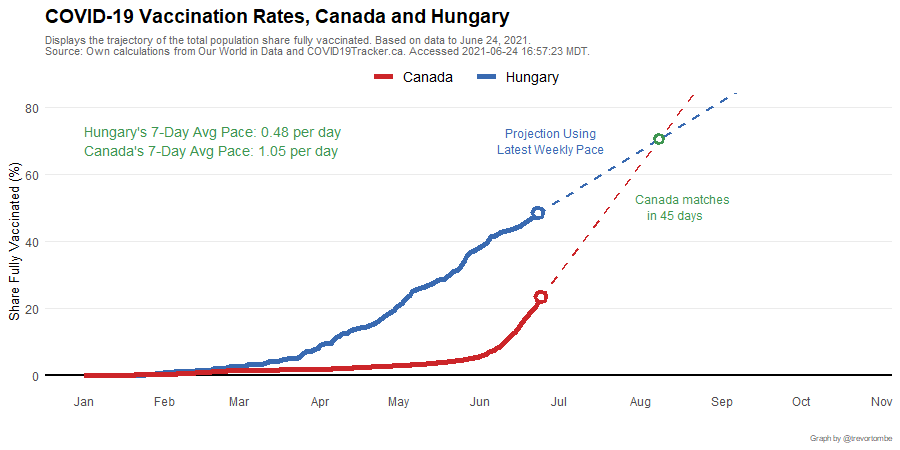 COVID-19 Vaccination Rates, Canada and Hungary
Displays the trajectory of the total population share fully vaccinated. Based on data to June 24, 2021.
Source: Own calculations from Our World in Data and COVID19Tracker.ca. Accessed 2021-06-24 16:57:23 MDT.
Canada
Hungary
Share Fully Vaccinated (%)
80
60
40
20
0
Hungary's 7-Day Avg Pace: 0.48 per day
Canada's 7-Day Avg Pace: 1.05 per day
Projection Using
Latest Weekly Pace
Canada matches
in 45 days
Jan
Feb
Mar
Apr
May
Jun
Jul
Aug
Sep
Oct
Nov
Graph by @trevortombe